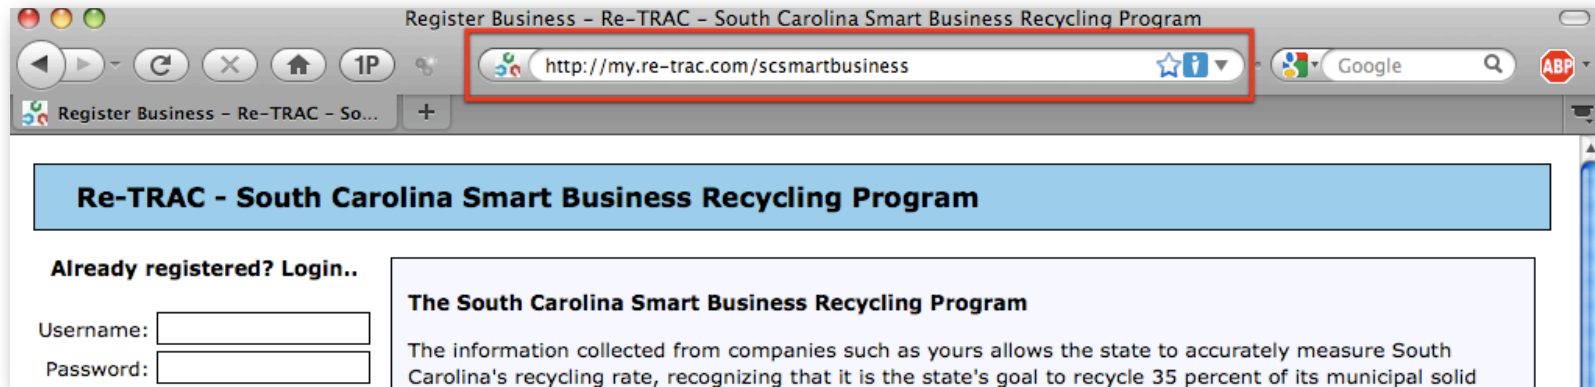 Register Business – Re-TRAC – South Carolina Smart Business Recycling Program
1P
http://my.re-trac.com/scsmartbusiness
Google
ABP
Register Business – Re-TRAC – So...
+
Re-TRAC - South Carolina Smart Business Recycling Program
Already registered? Login..
Username:
Password:
The South Carolina Smart Business Recycling Program
The information collected from companies such as yours allows the state to accurately measure South
Carolina's recycling rate, recognizing that it is the state's goal to recycle 35 percent of its municipal solid